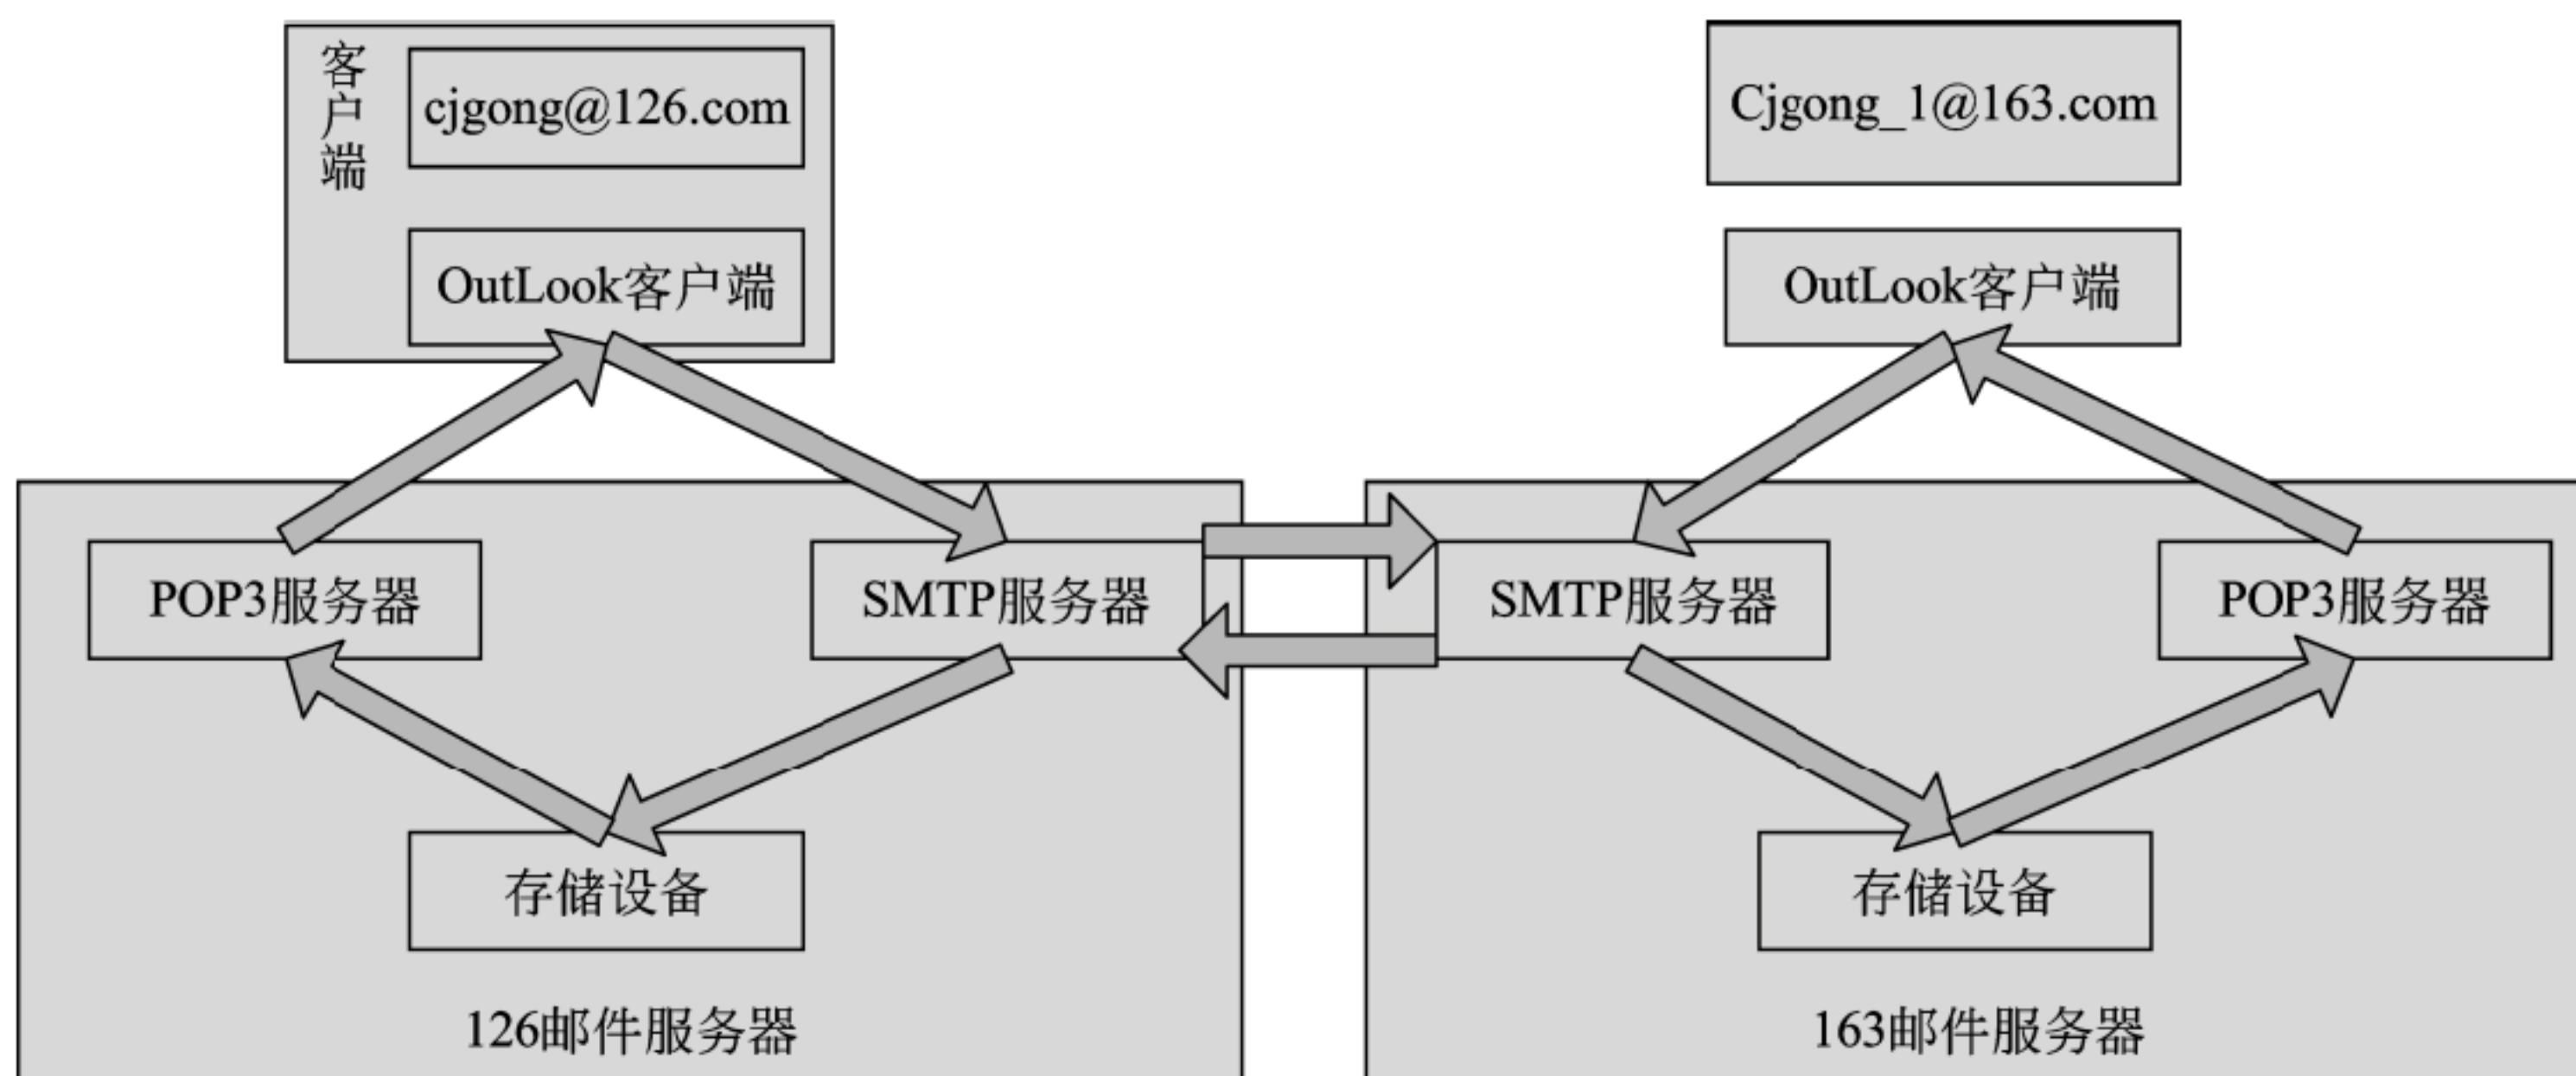 客户端
cjgong@126.com
OutLook客户端
Cjgong_1@163.com
OutLook客户端
POP3服务器
SMTP服务器
SMTP服务器
POP3服务器
存储设备
存储设备
126邮件服务器
163邮件服务器